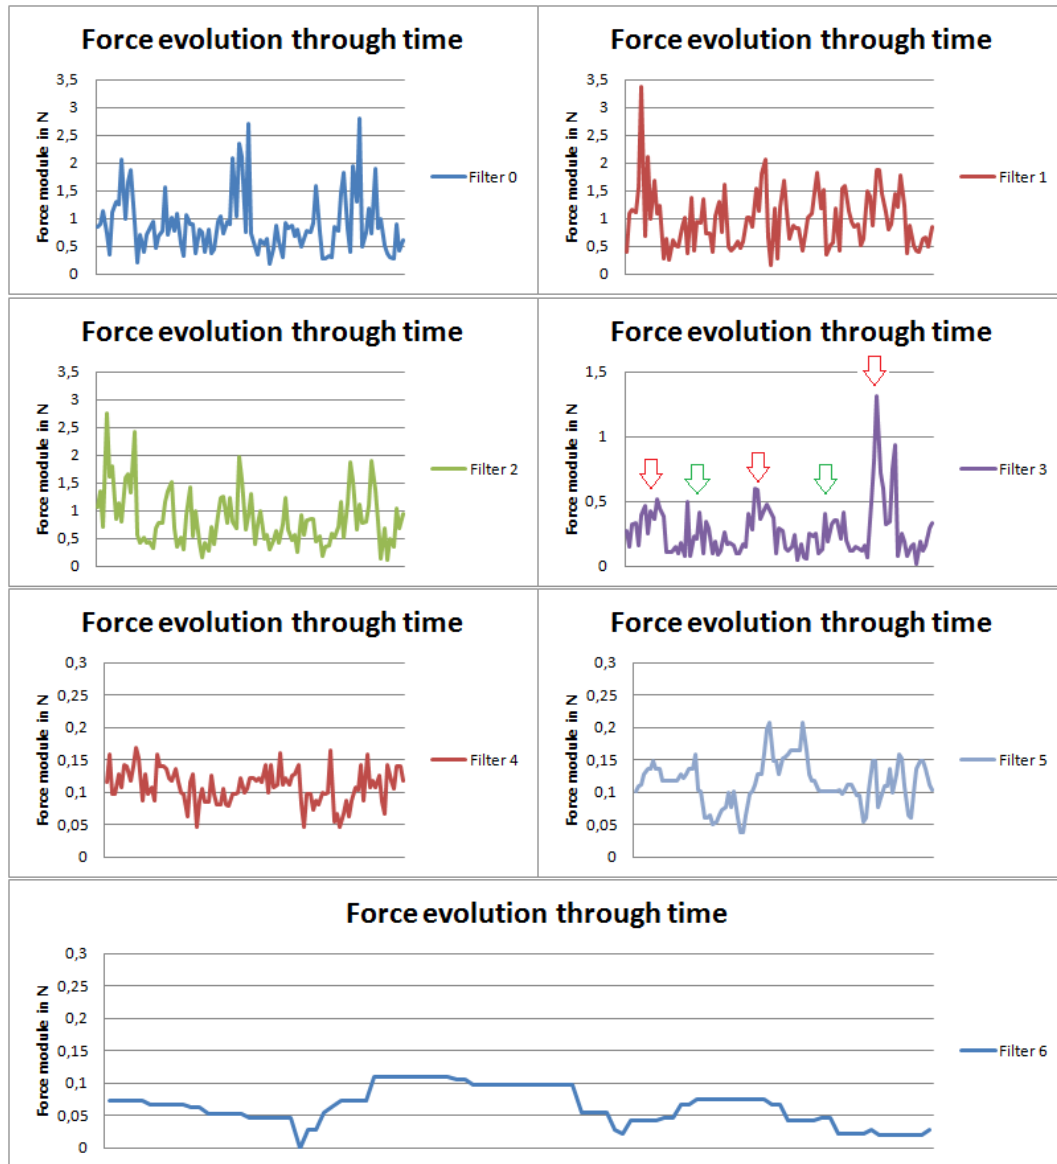 Force evolution through time
Force module in N
3,5
3
2,5
2
1,5
1
0,5
0
Filter 0
Force evolution through time
Force module in N
3,5
3
2,5
2
1,5
1
0,5
0
Filter 1
Force evolution through time
Force module in N
3,5
3
2,5
2
1,5
1
0,5
0
Filter 2
Force evolution through time
Force module in N
1,5
1
0,5
0
Filter 3
Force evolution through time
Force module in N
0,3
0,25
0,2
0,15
0,1
0,05
0
Filter 4
Force evolution through time
Force module in N
0,3
0,25
0,2
0,15
0,1
0,05
0
Filter 5
Force evolution through time
Force module in N
0,3
0,25
0,2
0,15
0,1
0,05
0
Filter 6